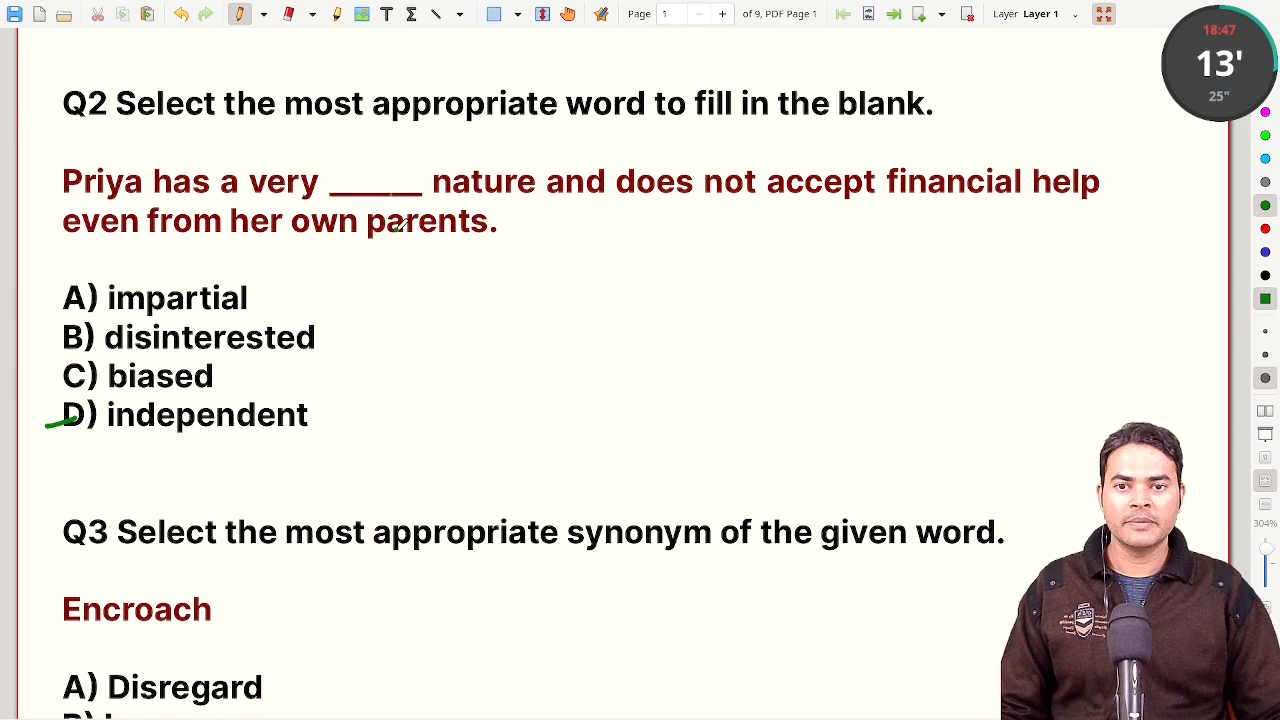 Page 1 of 9, PDF Page 1 Layer Layer 1
18:47
13'
25"
Q2 Select the most appropriate word to fill in the blank.
Priya has a very ______ nature and does not accept financial help
even from her own parents.
A) impartial
B) disinterested
C) biased
D) independent
Q3 Select the most appropriate synonym of the given word.
304%
Encroach
A) Disregard